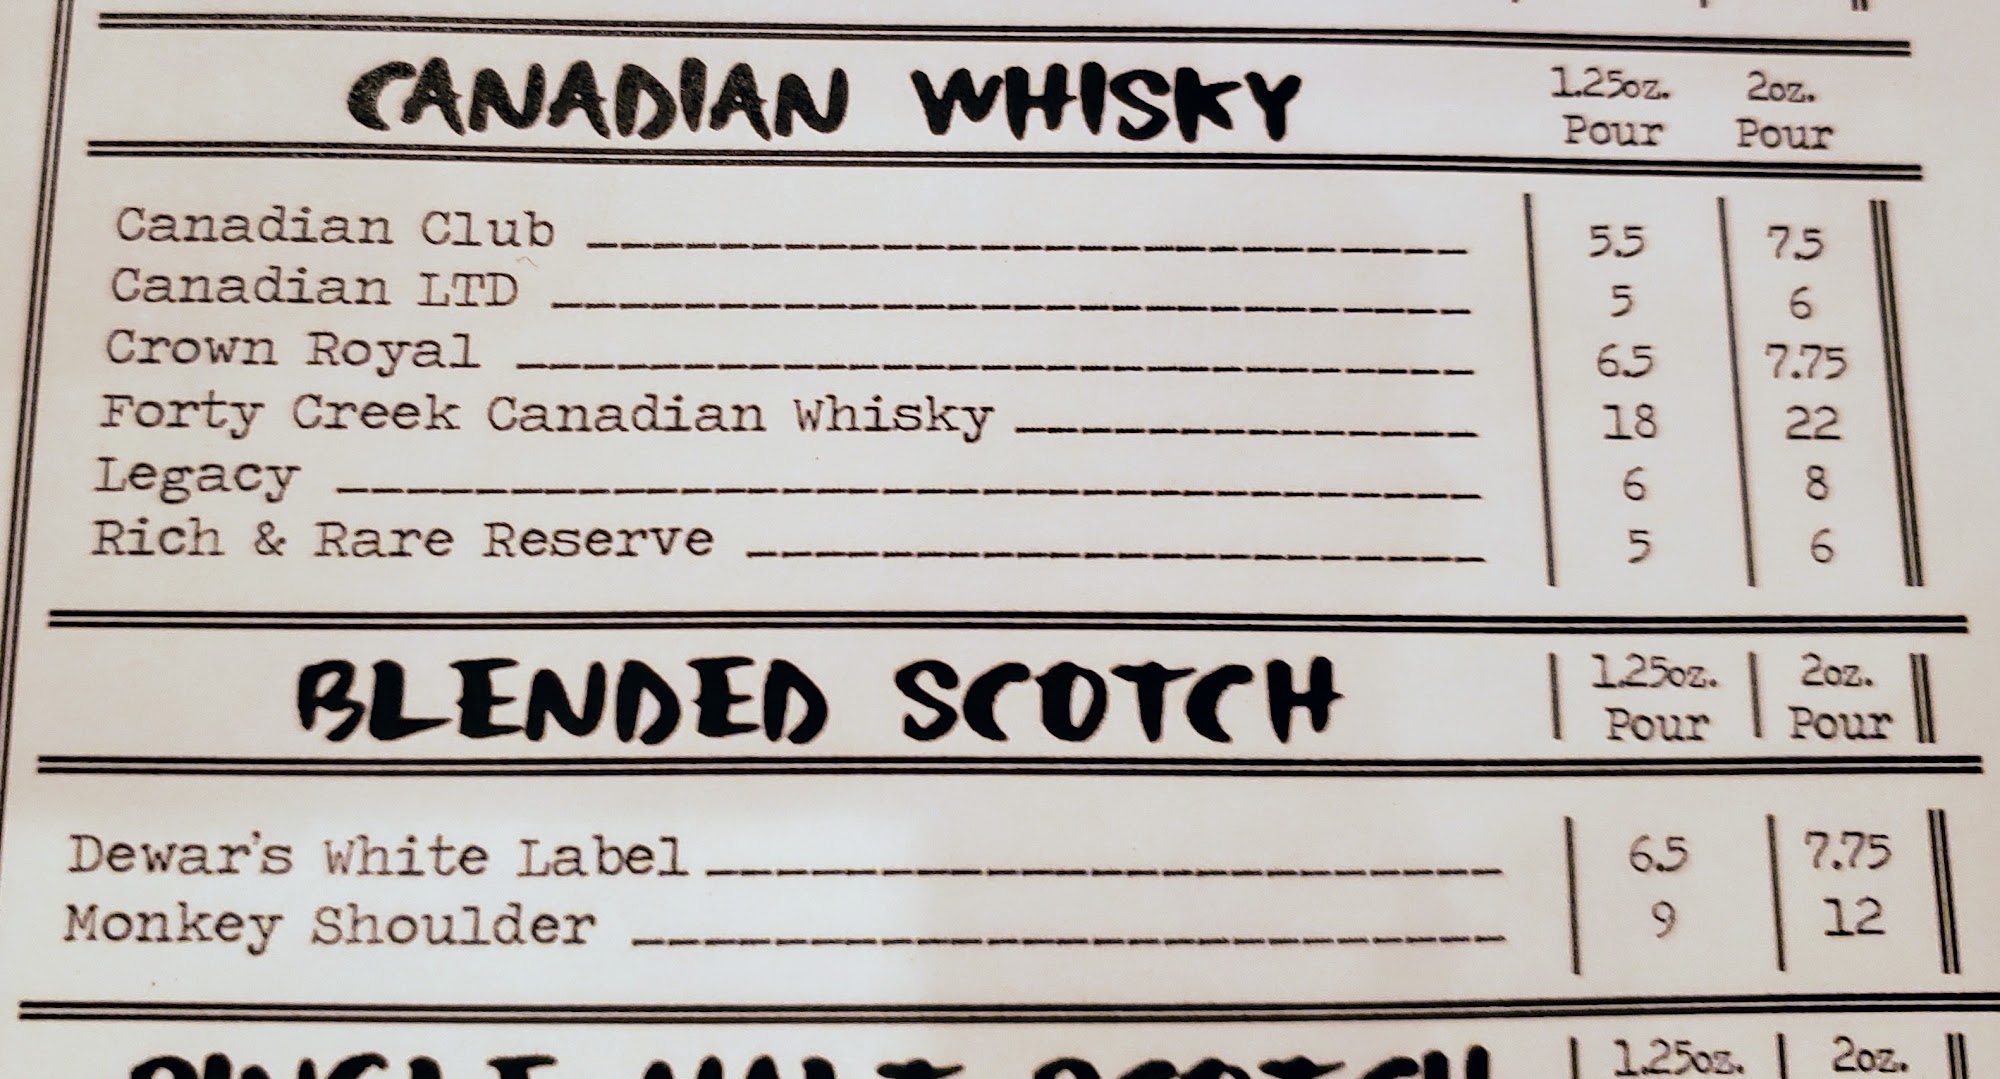 CANADIAN WHISKY 1.25oz. Pour 2oz. Pour
Canadian Club 5.5 7.5
Canadian LTD 5 6
Crown Royal 6.5 7.75
Forty Creek Canadian Whisky 18 22
Legacy 6 8
Rich & Rare Reserve 5 6
BLENDED SCOTCH 1.25oz. Pour 2oz. Pour
Dewar's White Label 6.5 7.75
Monkey Shoulder 9 12
SINGLE MALT SCOTCH 1.25oz. 2oz.